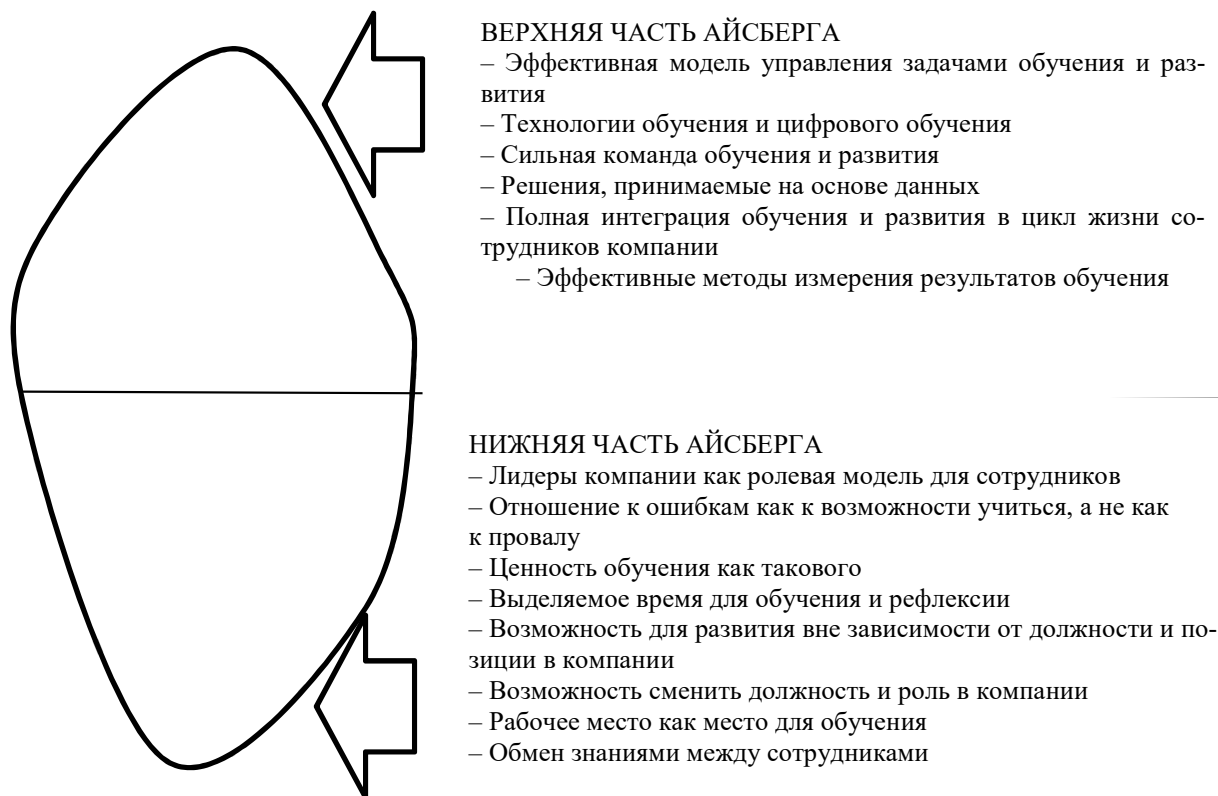 ВЕРХНЯЯ ЧАСТЬ АЙСБЕРГА
– Эффективная модель управления задачами обучения и раз-
вития
– Технологии обучения и цифрового обучения
– Сильная команда обучения и развития
– Решения, принимаемые на основе данных
– Полная интеграция обучения и развития в цикл жизни со-
трудников компании
– Эффективные методы измерения результатов обучения
НИЖНЯЯ ЧАСТЬ АЙСБЕРГА
– Лидеры компании как ролевая модель для сотрудников
– Отношение к ошибкам как к возможности учиться, а не как
к провалу
– Ценность обучения как такового
– Выделяемое время для обучения и рефлексии
– Возможность для развития вне зависимости от должности и по-
зиции в компании
– Возможность сменить должность и роль в компании
– Рабочее место как место для обучения
– Обмен знаниями между сотрудниками